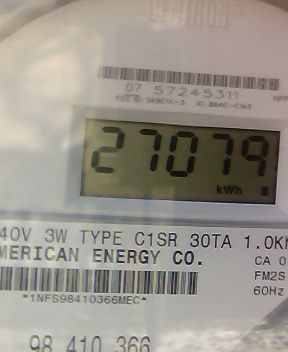 CENTRON
07 57245311
27079
kWh
40V 3W TYPE C1SR 30TA 1.0K
MERICAN ENERGY CO.
CA 0
FM2S
60Hz
*1NFS98410366MEC*
98 410 366